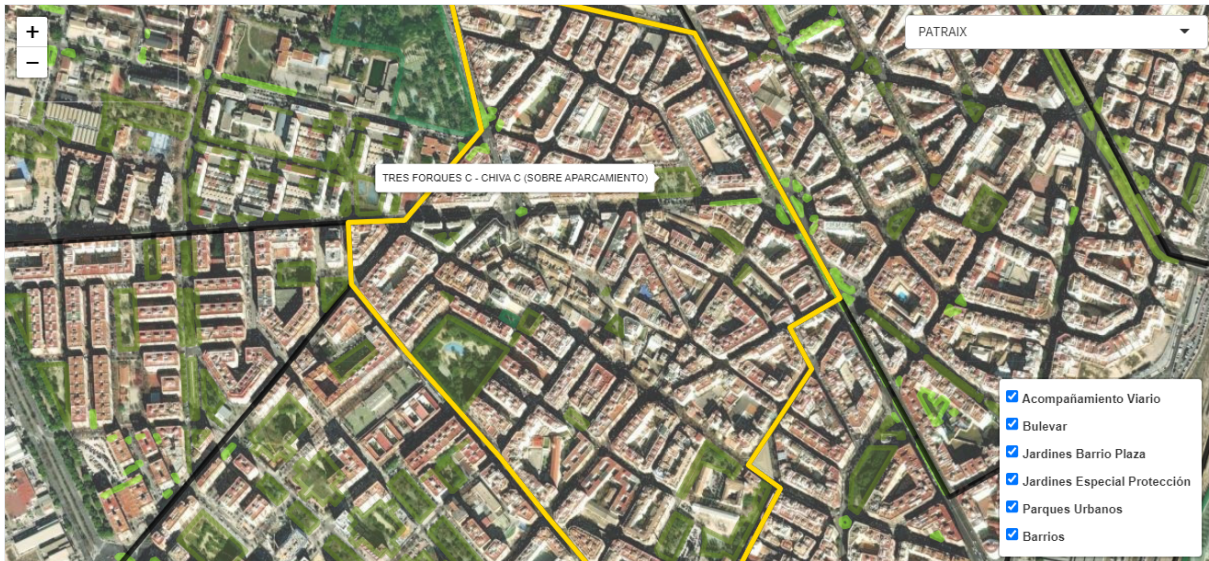 +
−
PATRAIX
TRES FORQUES C - CHIVA C (SOBRE APARCAMIENTO)
Acompañamiento Viario
Bulevar
Jardines Barrio Plaza
Jardines Especial Protección
Parques Urbanos
Barrios